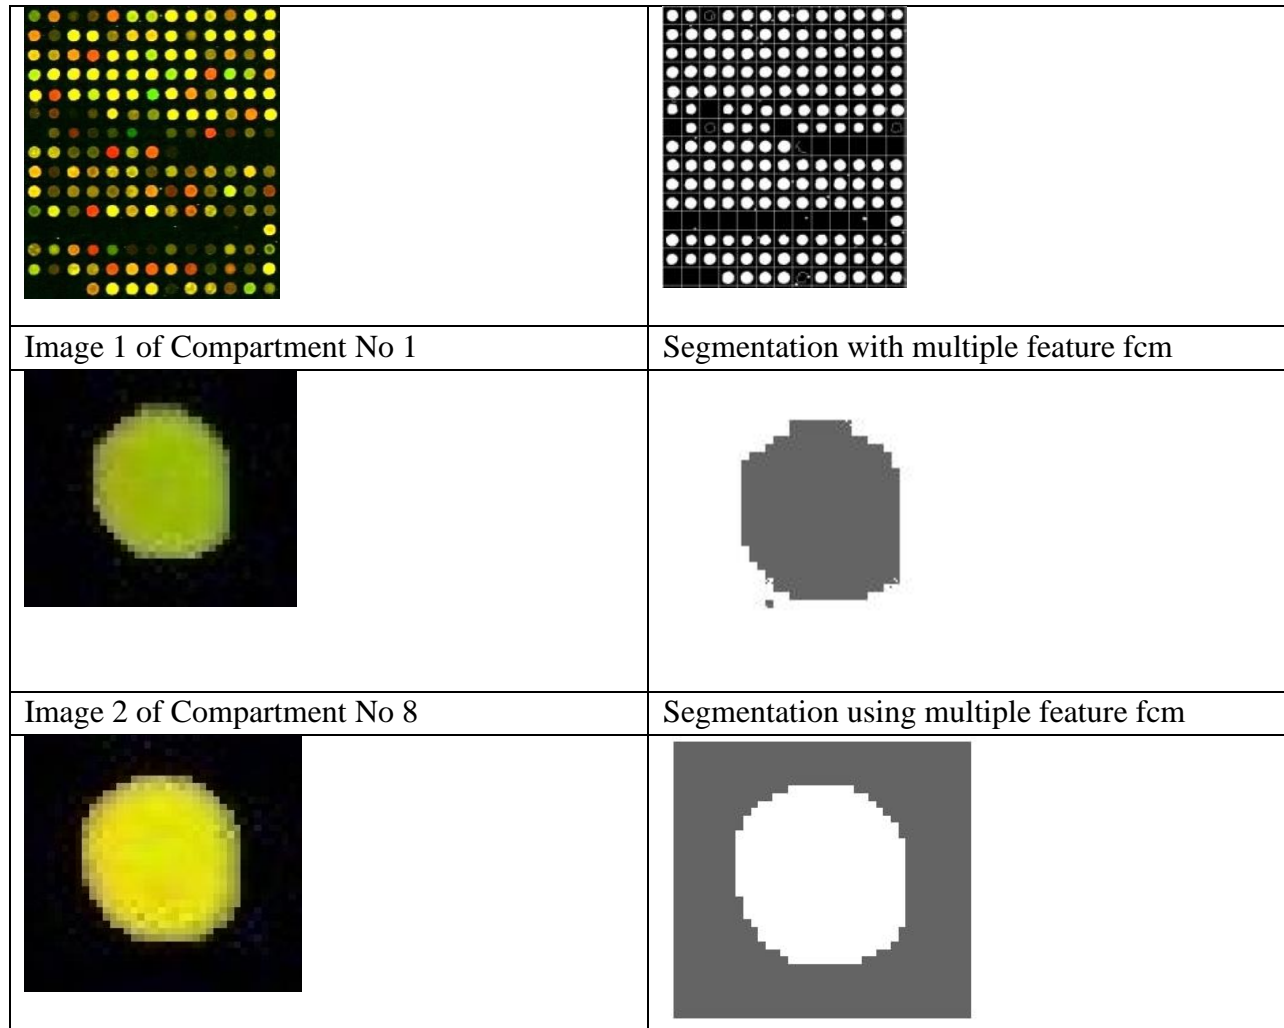 Image 1 of Compartment No 1
Segmentation with multiple feature fcm
Image 2 of Compartment No 8
Segmentation using multiple feature fcm